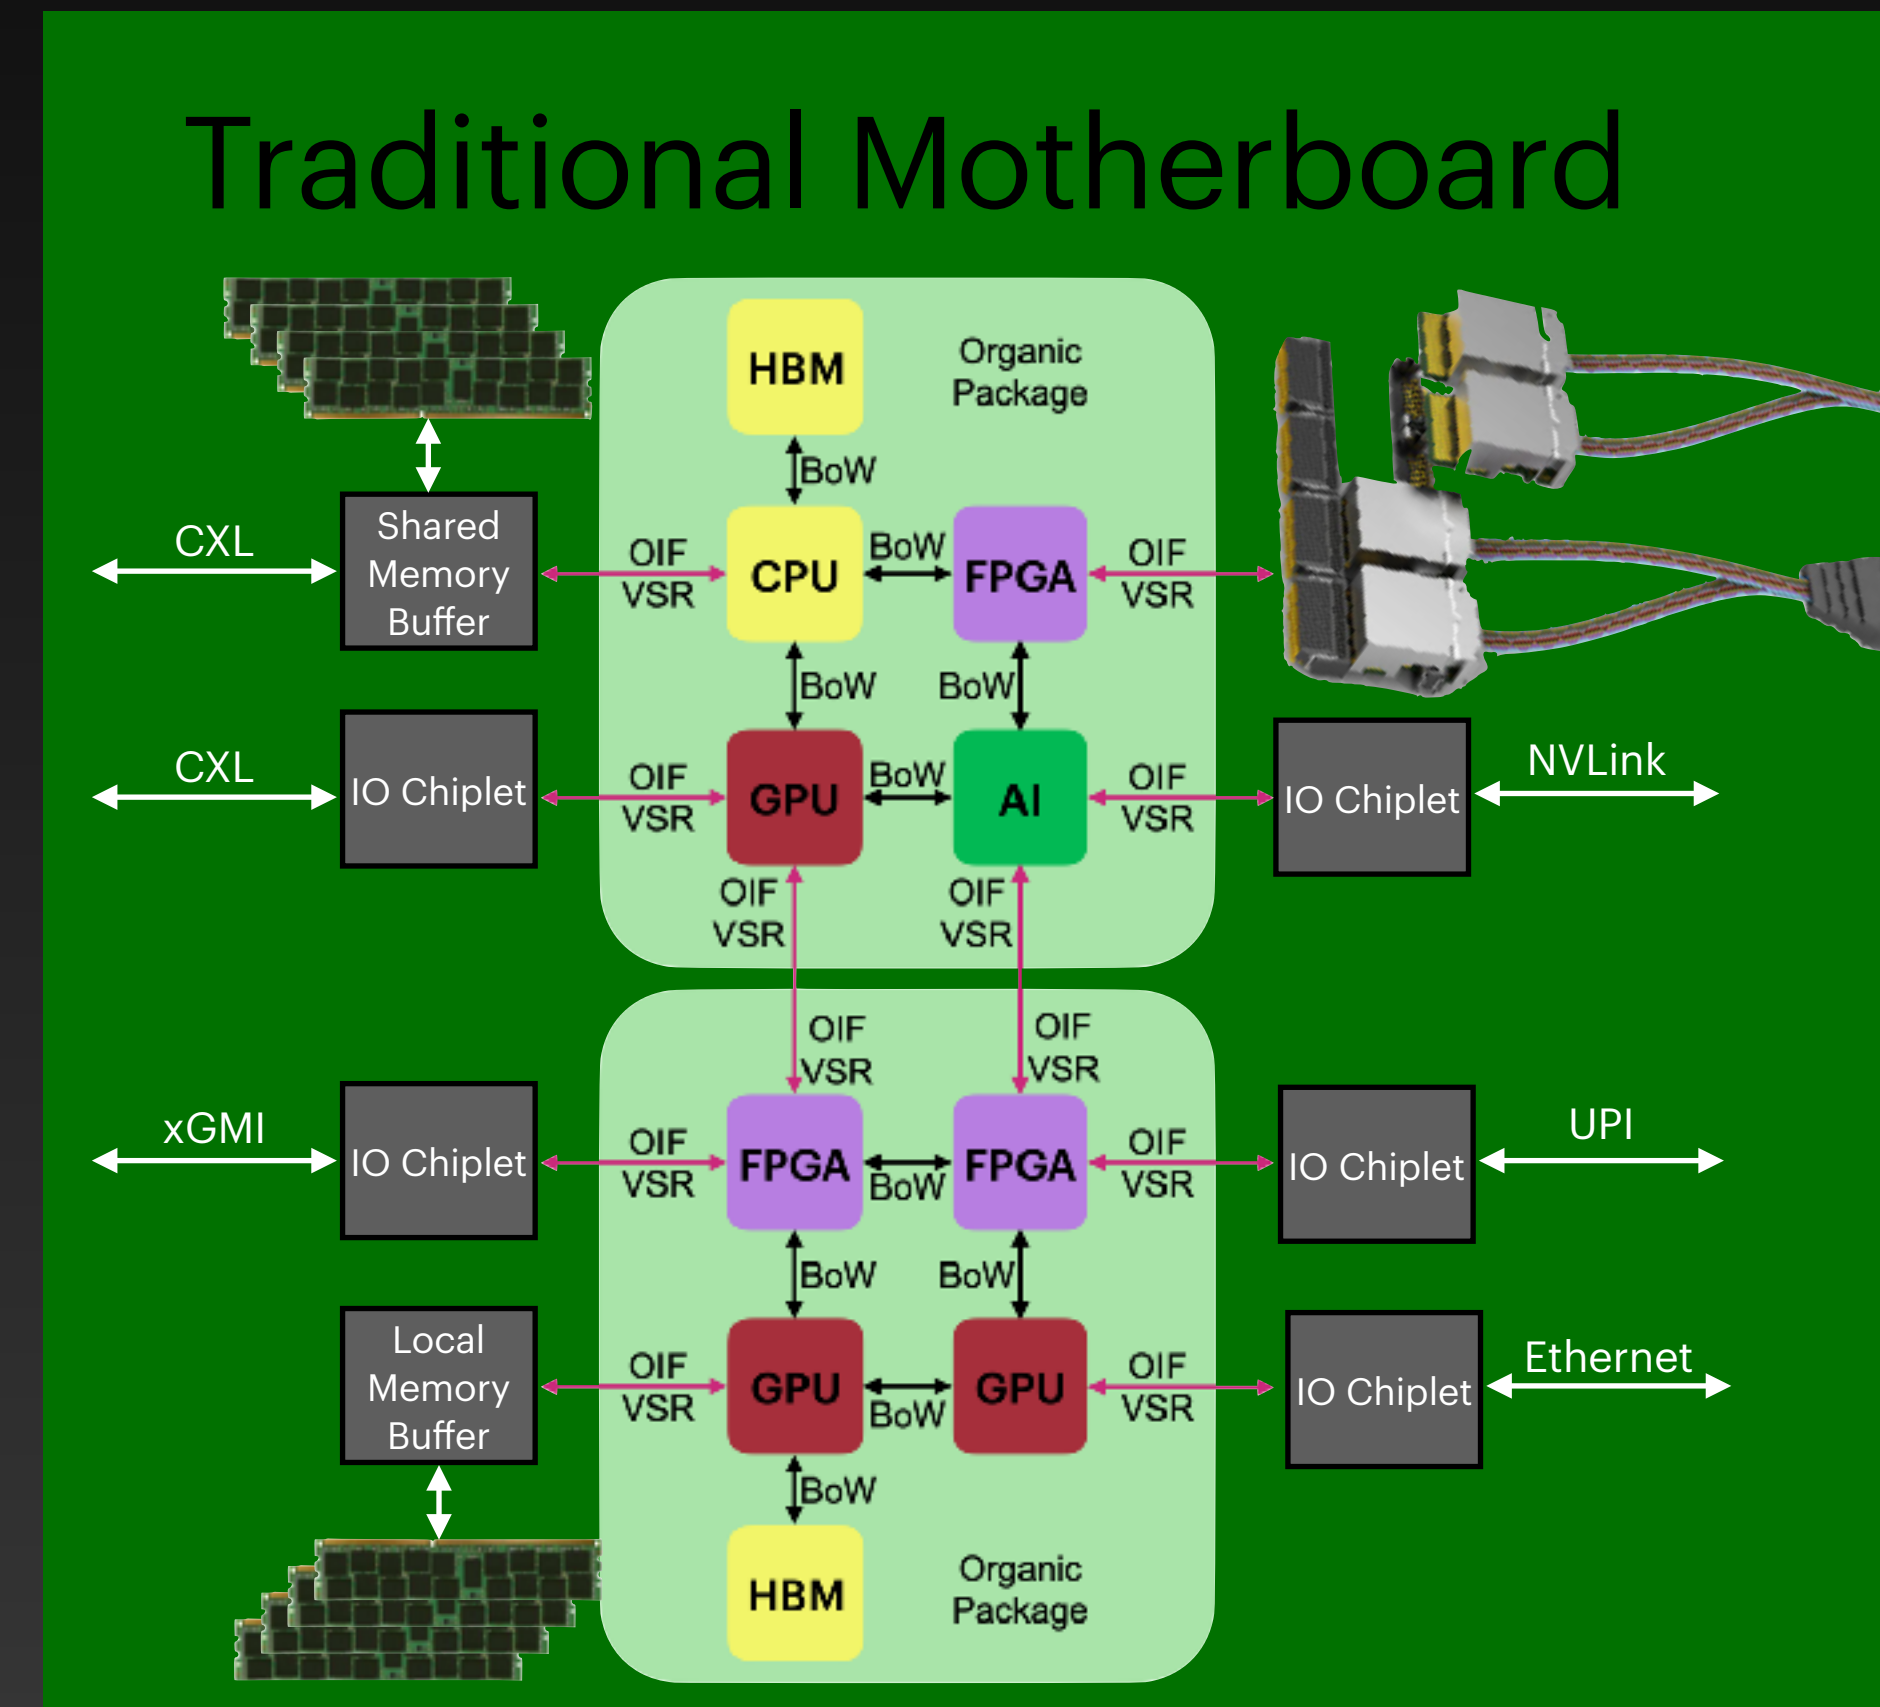 Traditional Motherboard
HBM
Organic
Package
BoW
CXL
Shared
Memory
Buffer
OIF
VSR
CPU
BoW
FPGA
OIF
VSR
BoW
BoW
CXL
IO Chiplet
OIF
VSR
GPU
BoW
AI
OIF
VSR
IO Chiplet
NVLink
OIF
VSR
OIF
VSR
OIF
VSR
OIF
VSR
xGMI
IO Chiplet
OIF
VSR
FPGA
BoW
FPGA
OIF
VSR
IO Chiplet
UPI
BoW
BoW
Local
Memory
Buffer
OIF
VSR
GPU
BoW
GPU
OIF
VSR
IO Chiplet
Ethernet
BoW
HBM
Organic
Package